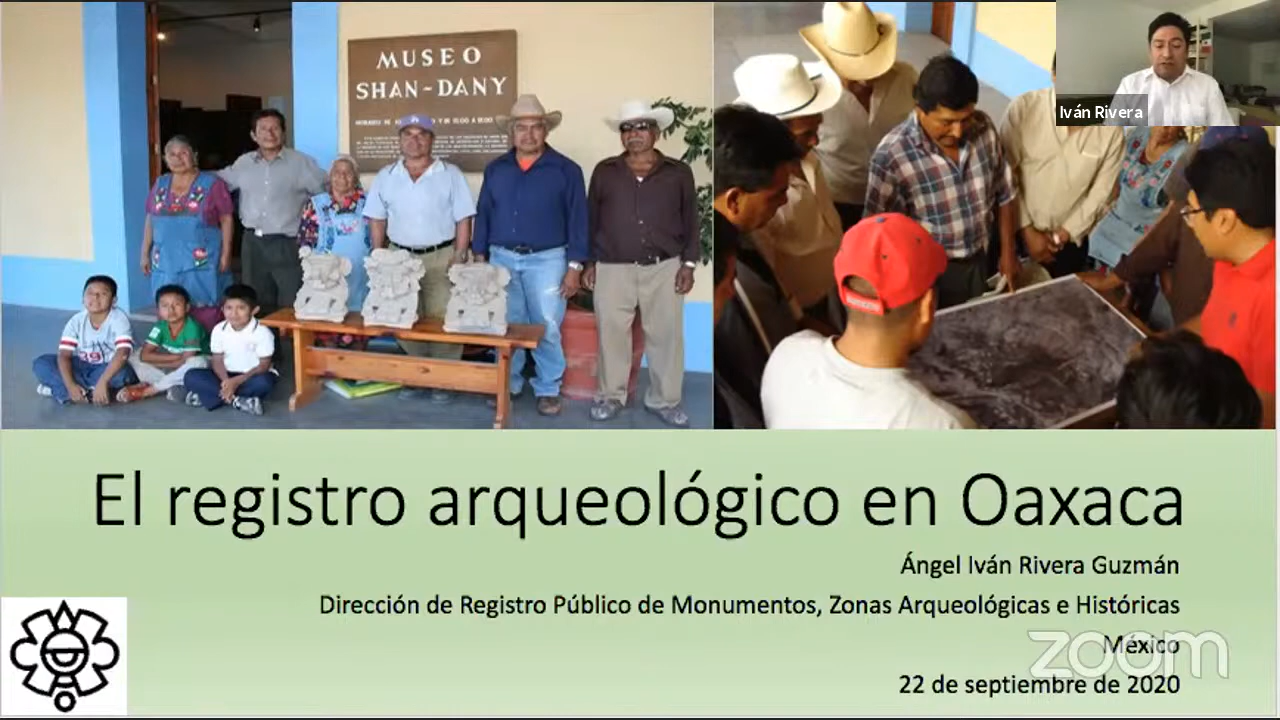 MUSEO
SHAN-DANY
Iván Rivera
El registro arqueológico en Oaxaca
Ángel Iván Rivera Guzmán
Dirección de Registro Público de Monumentos, Zonas Arqueológicas e Históricas
México
zoom
22 de septiembre de 2020